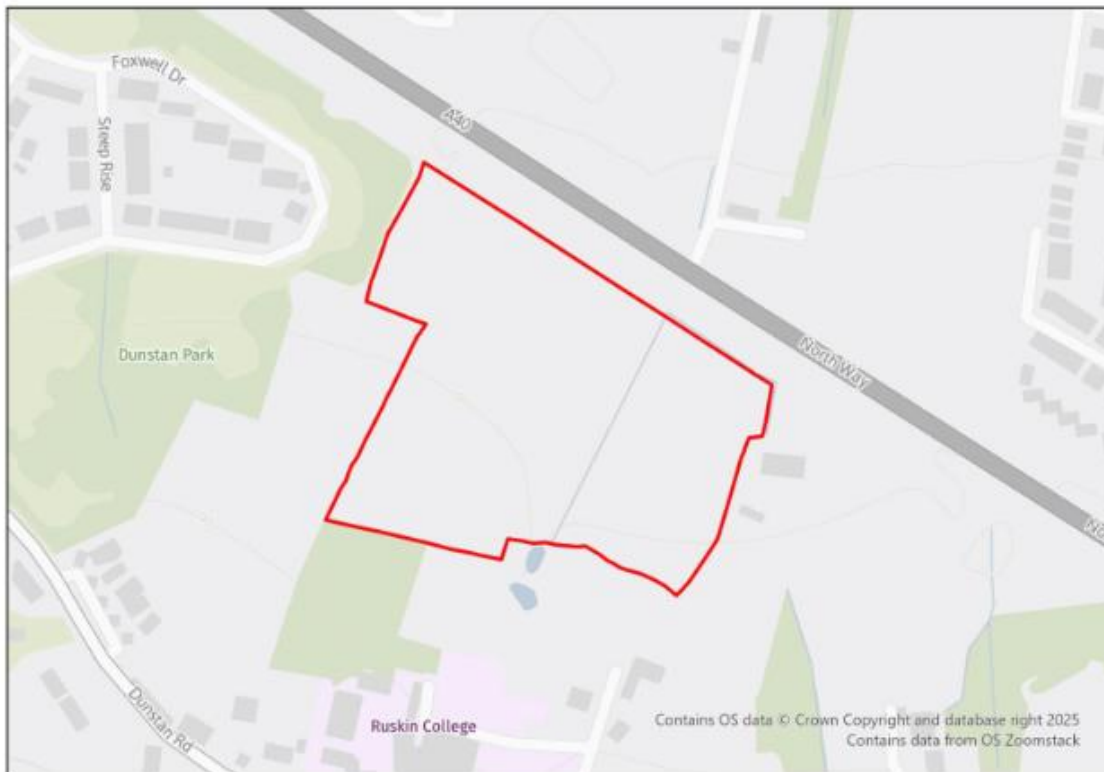 Foxwell Dr
Steep Rise
A40
Dunstan Park
North Way
Dunstan Rd
Ruskin College
Contains OS data © Crown Copyright and database right 2025
Contains data from OS Zoomstack